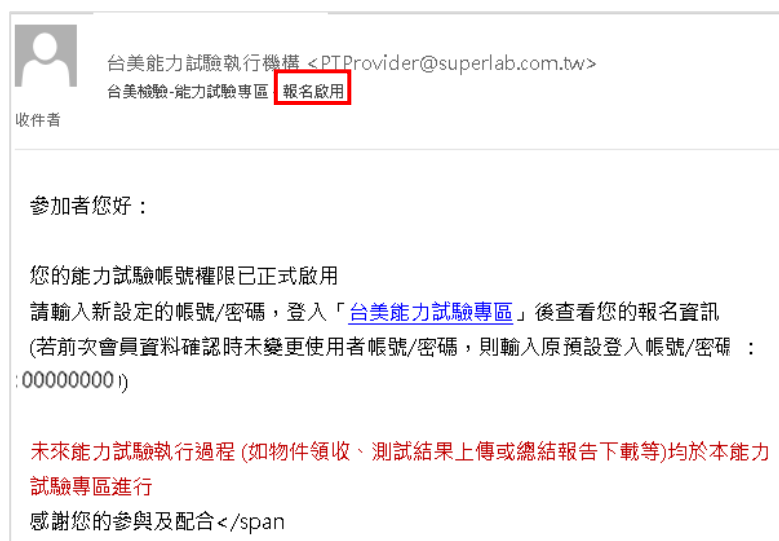 台美能力試驗執行機構 <PTProvider@superlab.com.tw>
台美檢驗-能力試驗專區 報名啟用
收件者
參加者您好：
您的能力試驗帳號權限已正式啟用
請輸入新設定的帳號/密碼，登入「台美能力試驗專區」後查看您的報名資訊
(若前次會員資料確認時未變更使用者帳號/密碼，則輸入原預設登入帳號/密碼 ：
00000000 )
未來能力試驗執行過程 (如物件領收、測試結果上傳或總結報告下載等)均於本能力
試驗專區進行
感謝您的參與及配合</span